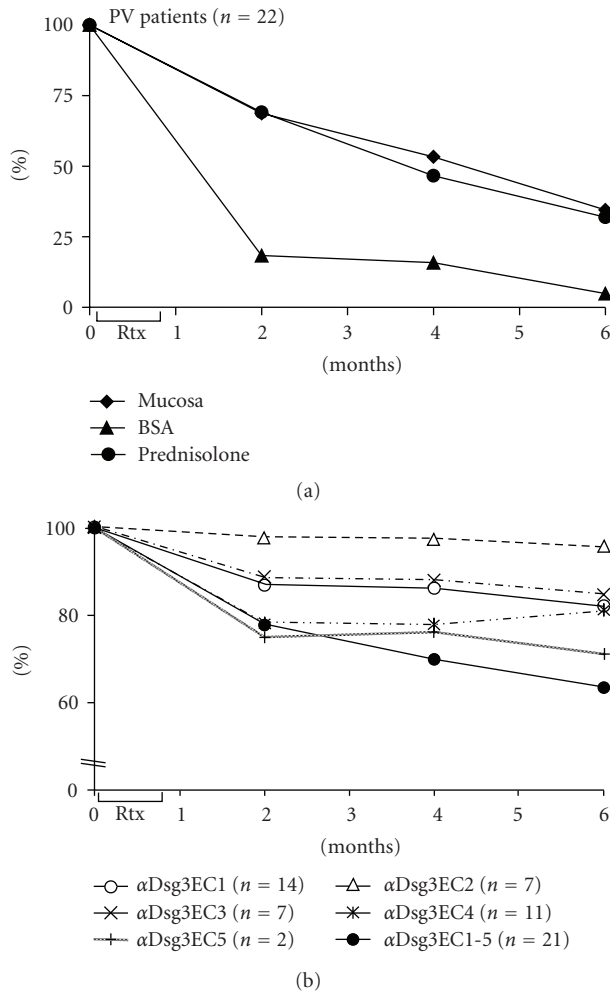 PV patients (n = 22)
100
75
50
25
0
(%)
0 Rtx 1 2 3 4 5 6
(months)
Mucosa
BSA
Prednisolone
(a)
100
80
60
0
(%)
0 Rtx 1 2 3 4 5 6
(months)
αDsg3EC1 (n = 14) αDsg3EC2 (n = 7)
αDsg3EC3 (n = 7) αDsg3EC4 (n = 11)
αDsg3EC5 (n = 2) αDsg3EC1-5 (n = 21)
(b)